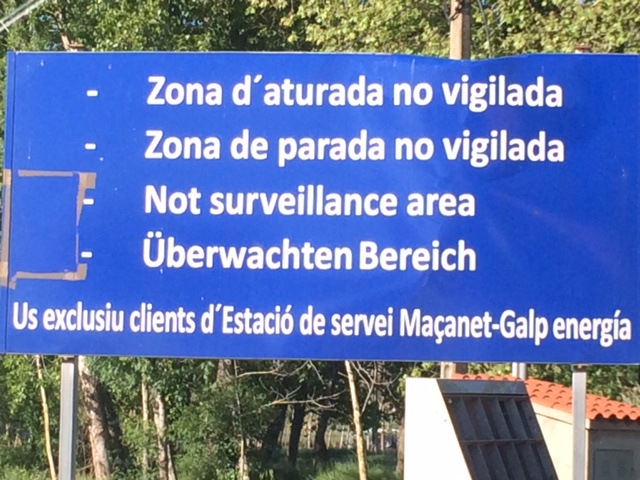 - Zona d´aturada no vigilada
- Zona de parada no vigilada
- Not surveillance area
- Überwachten Bereich
Us exclusiu clients d´Estació de servei Maçanet-Galp energía